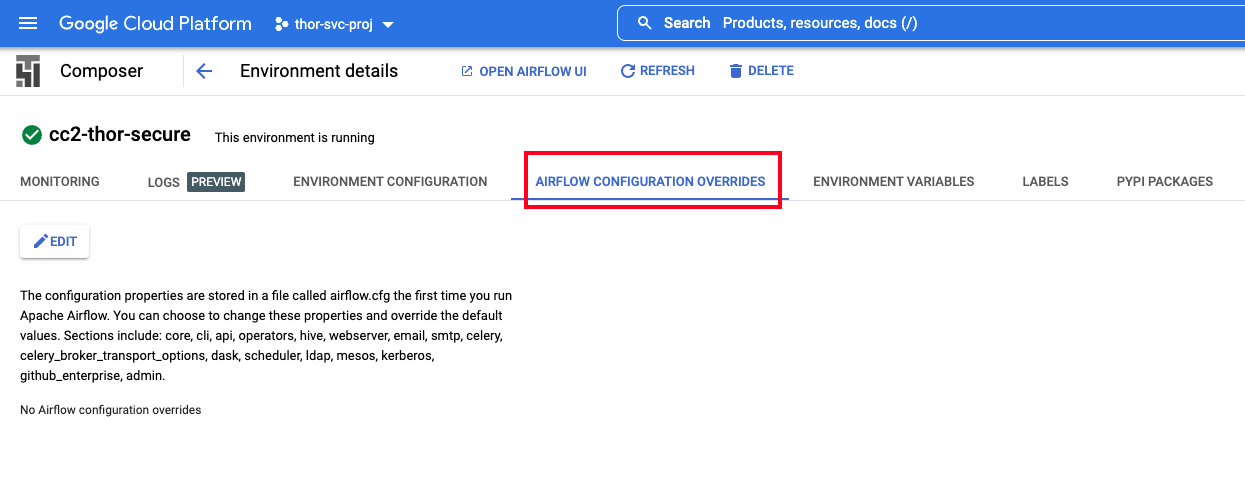 Google Cloud Platform thor-svc-proj Search Products, resources, docs (/)
Composer Environment details OPEN AIRFLOW UI REFRESH DELETE
cc2-thor-secure This environment is running
MONITORING LOGS PREVIEW ENVIRONMENT CONFIGURATION AIRFLOW CONFIGURATION OVERRIDES ENVIRONMENT VARIABLES LABELS PYPI PACKAGES
EDIT
The configuration properties are stored in a file called airflow.cfg the first time you run
Apache Airflow. You can choose to change these properties and override the default
values. Sections include: core, cli, api, operators, hive, webserver, email, smtp, celery,
celery_broker_transport_options, dask, scheduler, ldap, mesos, kerberos,
github_enterprise, admin.
No Airflow configuration overrides